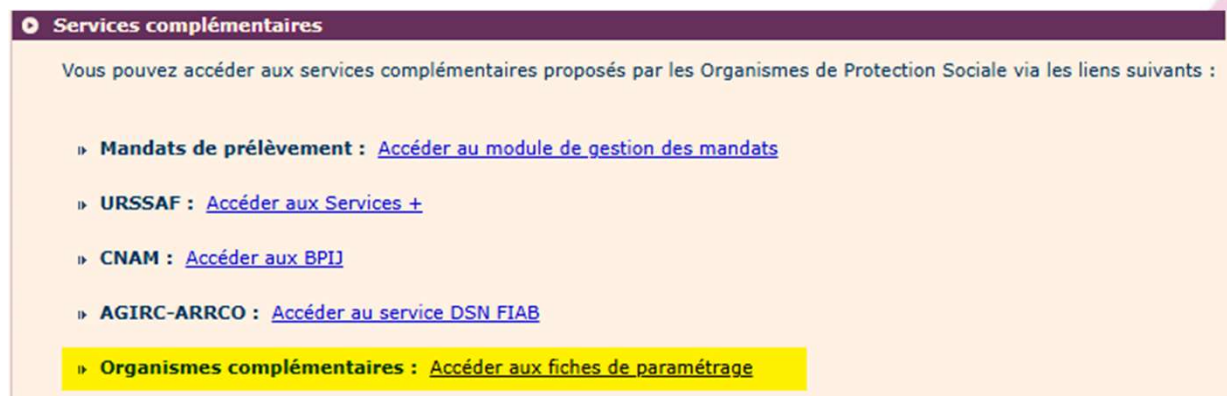 Services complémentaires
Vous pouvez accéder aux services complémentaires proposés par les Organismes de Protection Sociale via les liens suivants :
Mandats de prélèvement : Accéder au module de gestion des mandats
URSSAF : Accéder aux Services +
CNAM : Accéder aux BPIJ
AGIRC-ARRCO : Accéder au service DSN FIAB
Organismes complémentaires : Accéder aux fiches de paramétrage